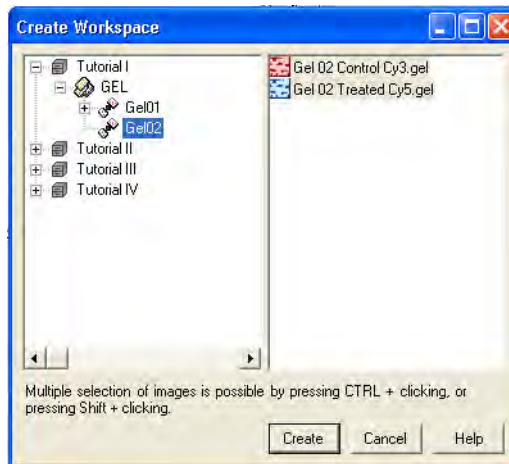 Create Workspace
Tutorial I
GEL
Gel01
Gel02
Tutorial II
Tutorial III
Tutorial IV
Gel 02 Control Cy3.gel
Gel 02 Treated Cy5.gel
Multiple selection of images is possible by pressing CTRL + clicking, or
pressing Shift + clicking.
Create Cancel Help